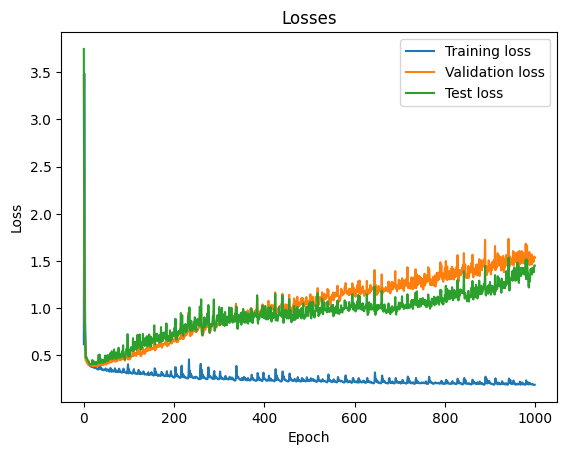 Losses
Training loss
Validation loss
Test loss
3.5
3.0
2.5
2.0
1.5
1.0
0.5
Loss
0 200 400 600 800 1000
Epoch